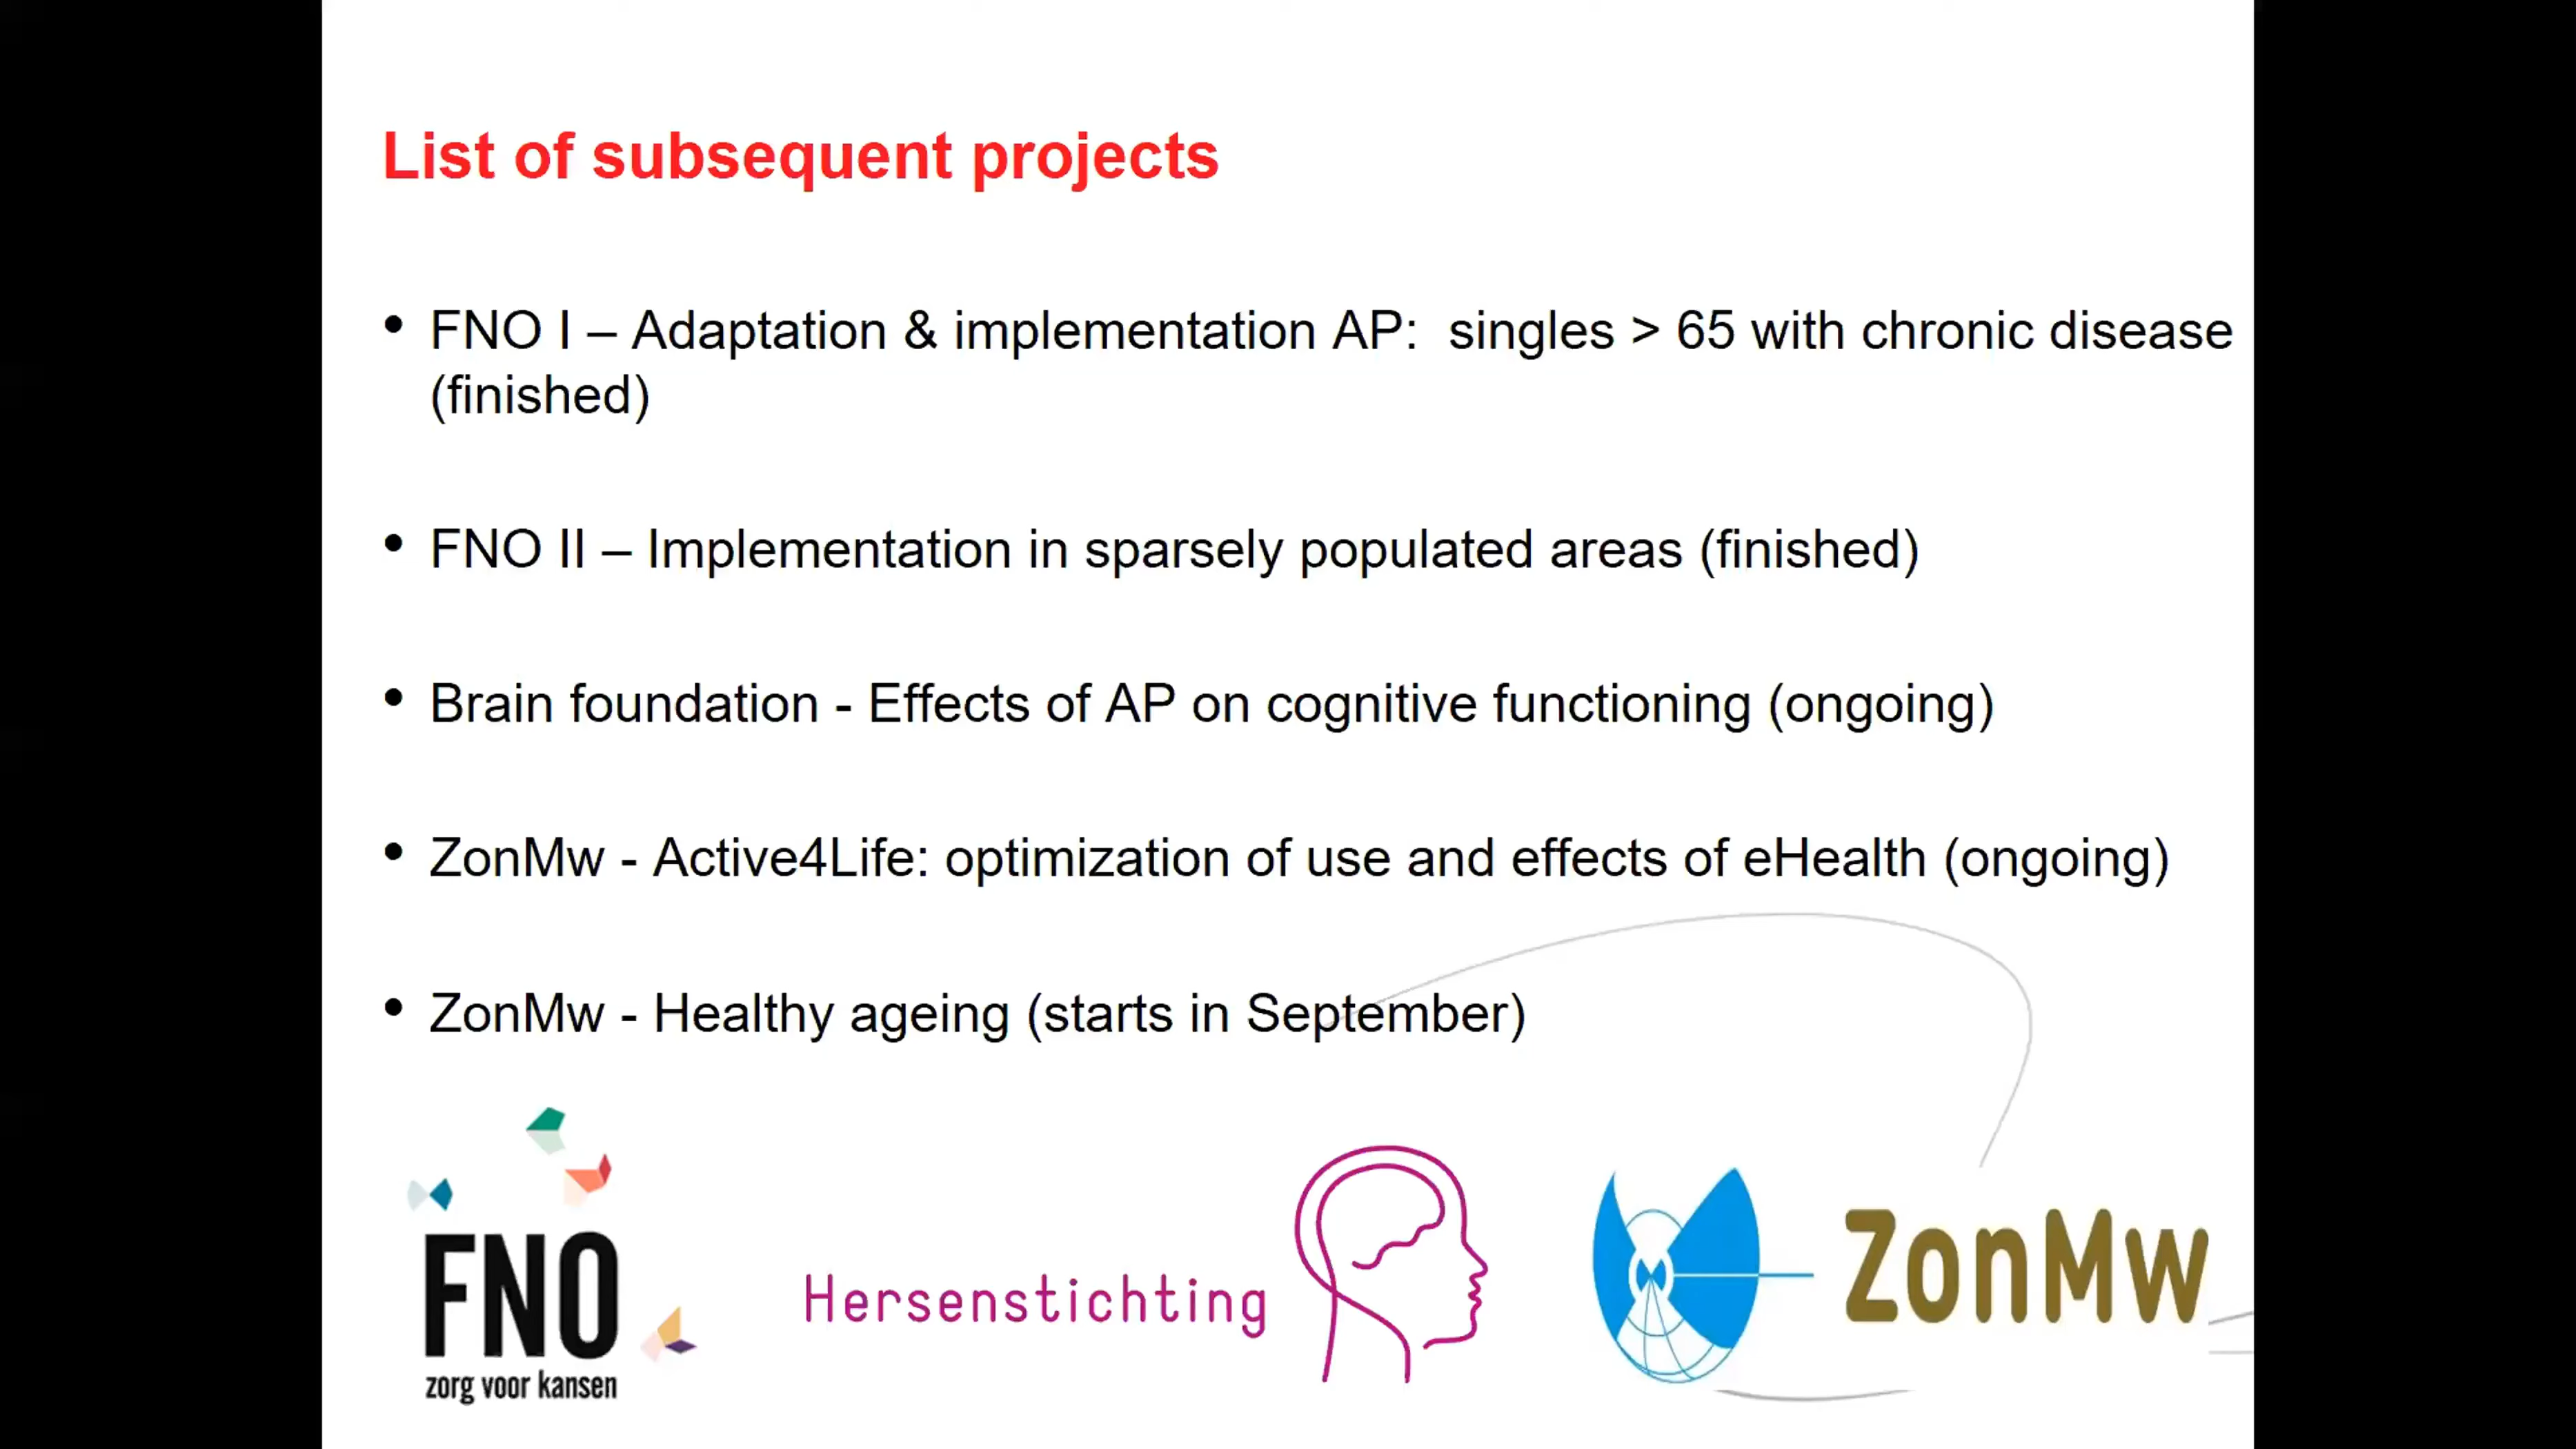 List of subsequent projects
• FNO I – Adaptation & implementation AP:  singles > 65 with chronic disease
(finished)
• FNO II – Implementation in sparsely populated areas (finished)
• Brain foundation - Effects of AP on cognitive functioning (ongoing)
• ZonMw - Active4Life: optimization of use and effects of eHealth (ongoing)
• ZonMw - Healthy ageing (starts in September)
FNO
zorg voor kansen
Hersenstichting
ZonMw